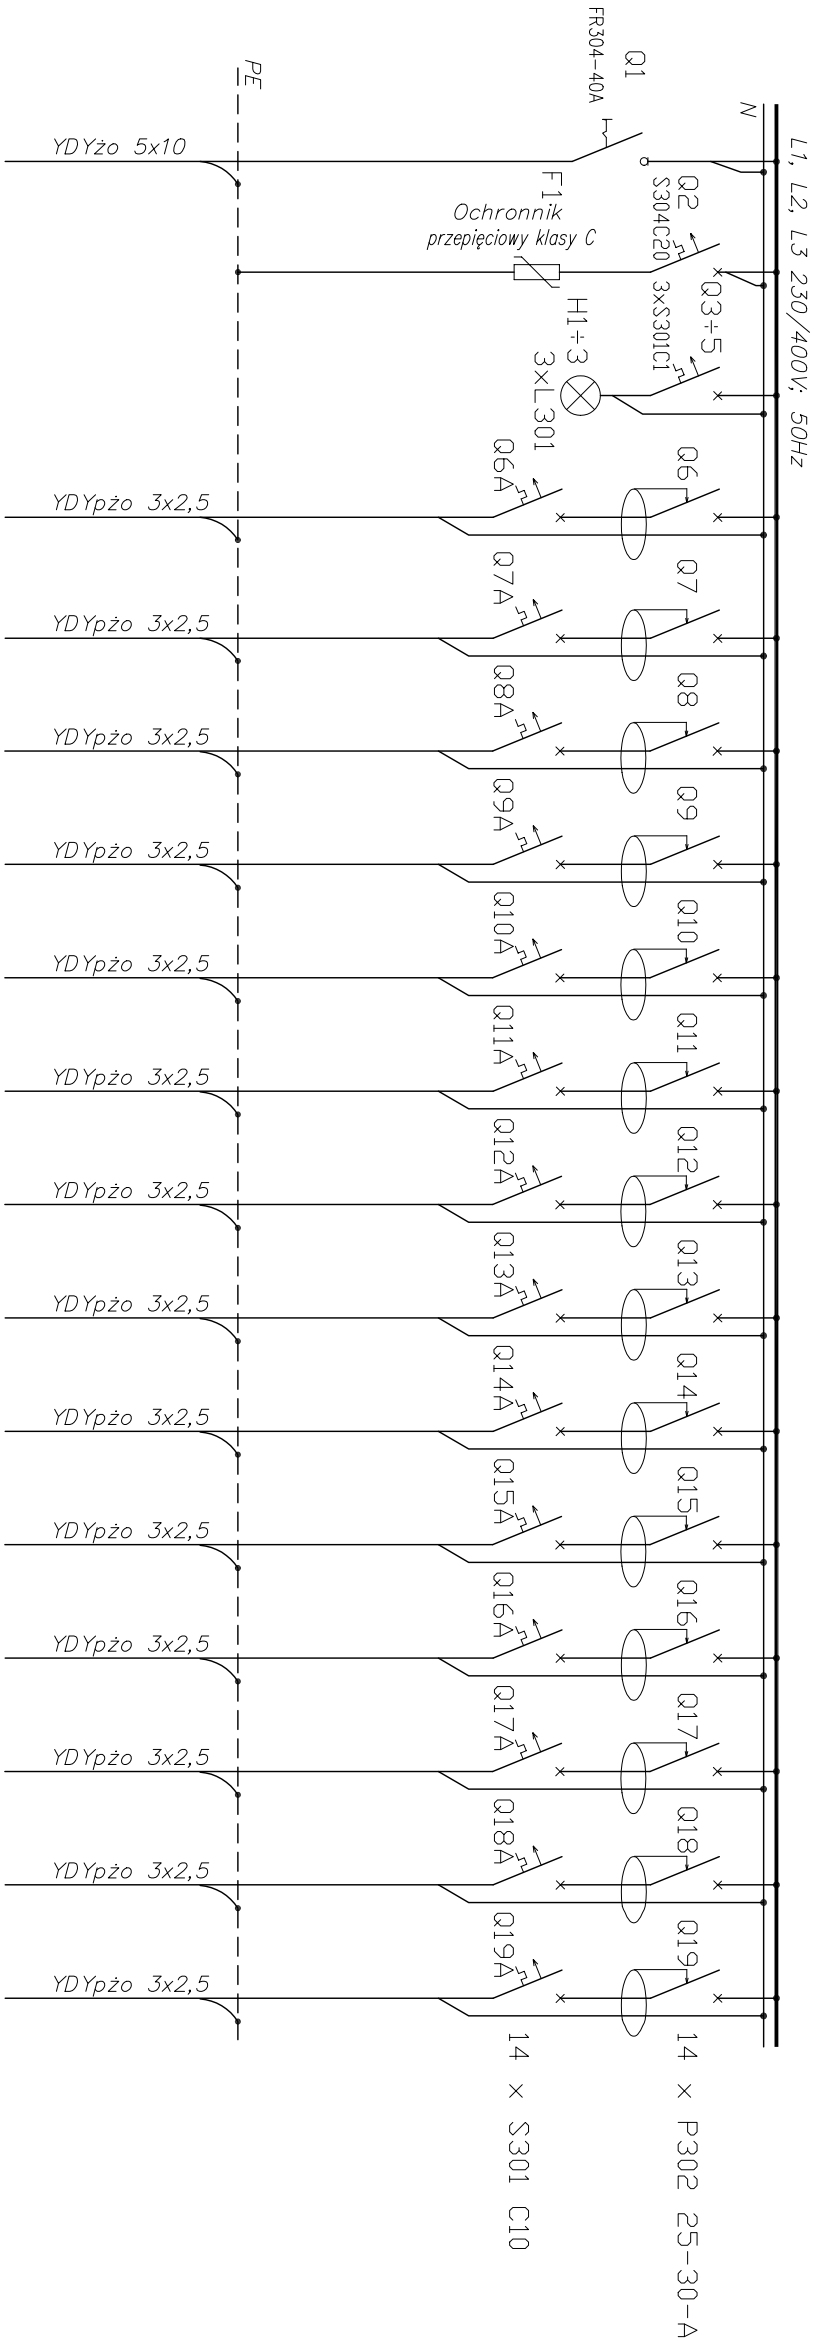 L1, L2, L3 230/400V; 50Hz
N
PE
Q1
FR304-40A
YDYżo 5x10
Q2
S304C20
F1
Ochronnik
przepięciowy klasy C
Q3÷5
3xS301C1
H1÷3
3xL301
Q6
Q6A
YDYpżo 3x2,5
Q7
Q7A
YDYpżo 3x2,5
Q8
Q8A
YDYpżo 3x2,5
Q9
Q9A
YDYpżo 3x2,5
Q10
Q10A
YDYpżo 3x2,5
Q11
Q11A
YDYpżo 3x2,5
Q12
Q12A
YDYpżo 3x2,5
Q13
Q13A
YDYpżo 3x2,5
Q14
Q14A
YDYpżo 3x2,5
Q15
Q15A
YDYpżo 3x2,5
Q16
Q16A
YDYpżo 3x2,5
Q17
Q17A
YDYpżo 3x2,5
Q18
Q18A
YDYpżo 3x2,5
Q19
Q19A
YDYpżo 3x2,5
14 x P302 25-30-A
14 x S301 C10